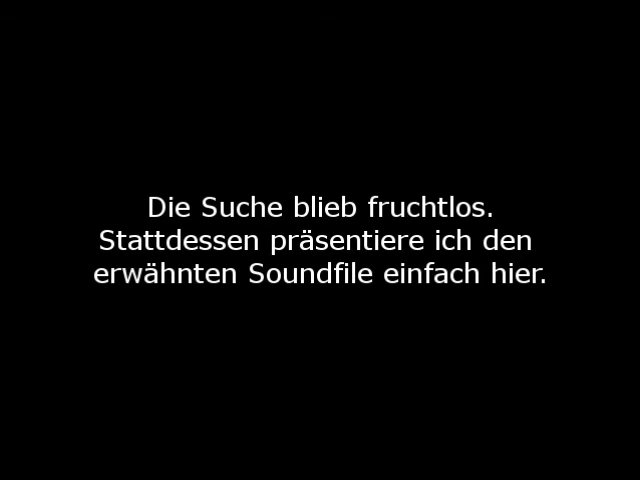 Die Suche blieb fruchtlos.
Stattdessen präsentiere ich den
erwähnten Soundfile einfach hier.